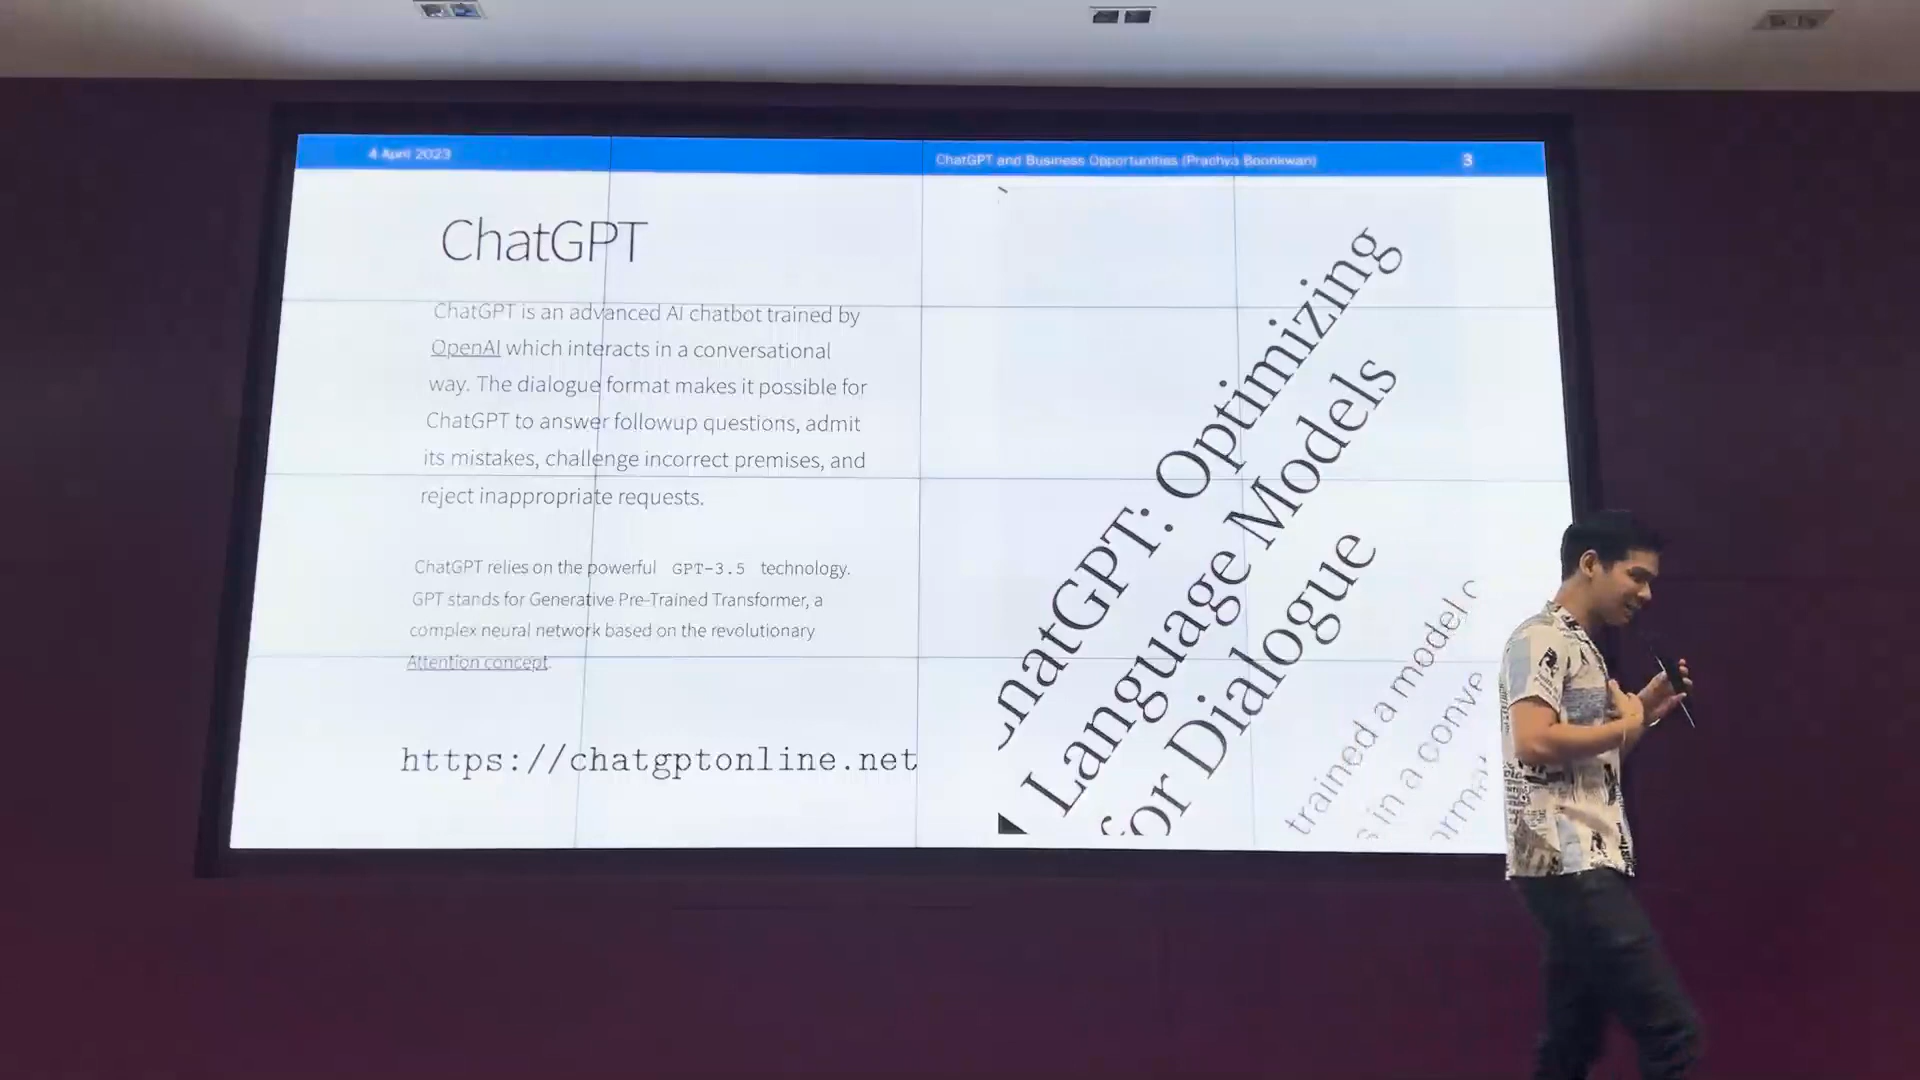 4 April 2023
ChatGPT and Business Opportunities (Prachya Boonkwan)
3
ChatGPT
ChatGPT is an advanced AI chatbot trained by
OpenAI which interacts in a conversational
way. The dialogue format makes it possible for
ChatGPT to answer followup questions, admit
its mistakes, challenge incorrect premises, and
reject inappropriate requests.
ChatGPT relies on the powerful GPT-3.5 technology.
GPT stands for Generative Pre-Trained Transformer, a
complex neural network based on the revolutionary
Attention concept.
https://chatgptonline.net
ChatGPT: Optimizing
Language Models
for Dialogue
trained a model
in a conve